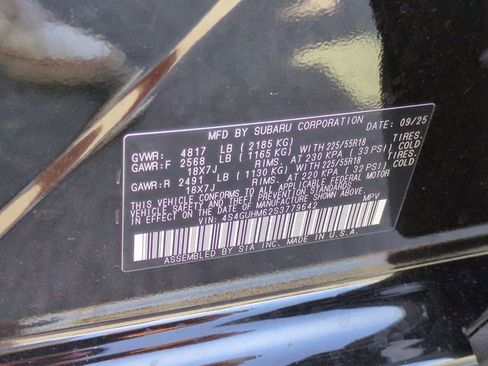 MFD. BY SUBARU CORPORATION DATE: 09/25
GVWR: 4817 LB (2185 KG)
GAWR:F 2568 LB (1165 KG) WITH 225/55R18 TIRES.
18X7J RIMS. AT 230 KPA (33 PSI) COLD
GAWR:R 2491 LB (1130 KG) WITH 225/55R18 TIRES.
18X7J RIMS. AT 220 KPA (32 PSI) COLD
THIS VEHICLE CONFORMS TO ALL APPLICABLE FEDERAL MOTOR
VEHICLE SAFETY AND THEFT PREVENTION STANDARDS
IN EFFECT ON THE DATE OF MANUFACTURE SHOWN ABOVE.
VIN: 4S4GUHM62S3779642 MPV
ASSEMBLED BY SIA INC. MADE IN U.S.A.